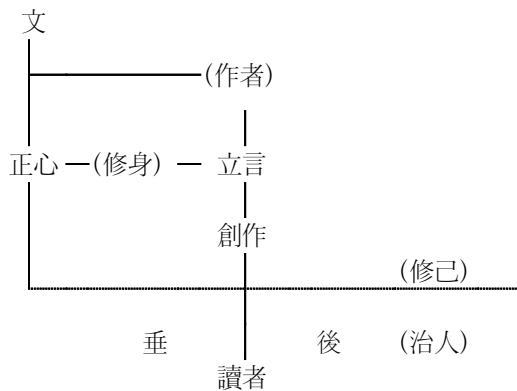 文
(作者)
正心 (修身) 立言
創作
(修己)
垂 後 (治人)
讀者